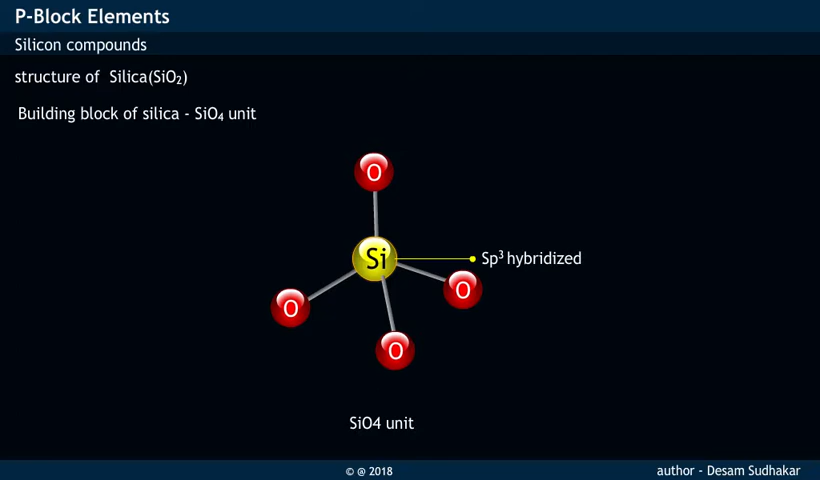 P-Block Elements
Silicon compounds
structure of Silica(SiO₂)
Building block of silica - SiO₄ unit
O
Si
Sp³ hybridized
O
O
O
SiO4 unit
© @ 2018
author - Desam Sudhakar